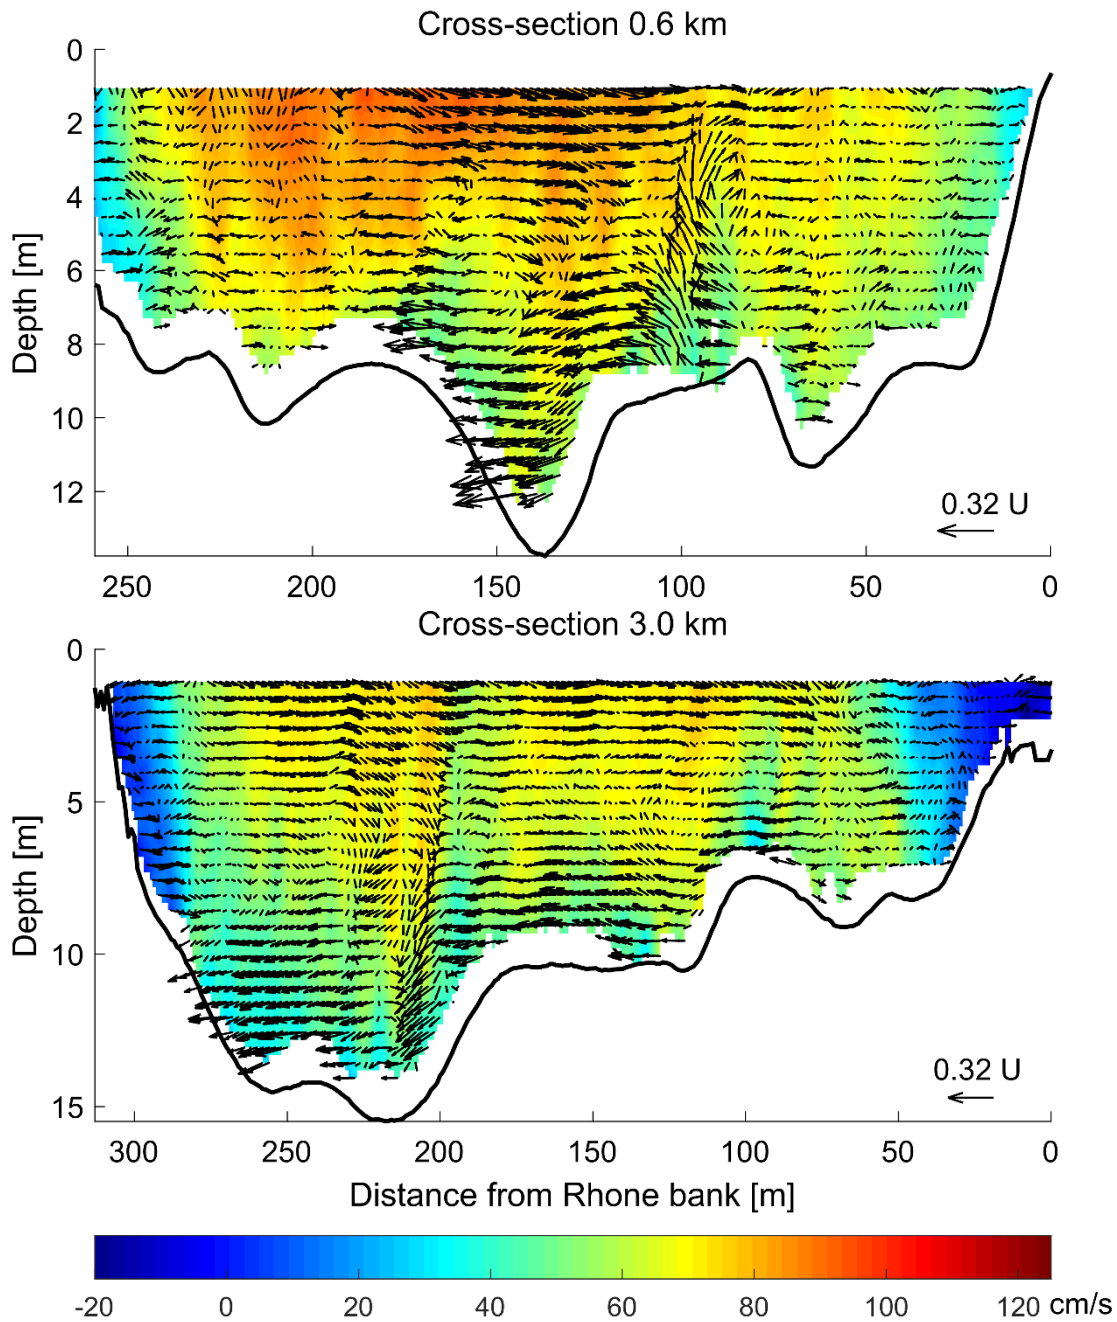 Cross-section 0.6 km
0
2
4
6
8
10
12
Depth [m]
0.32 U
250 200 150 100 50 0
Cross-section 3.0 km
0
5
10
15
Depth [m]
0.32 U
300 250 200 150 100 50 0
Distance from Rhone bank [m]
-20 0 20 40 60 80 100 120 cm/s